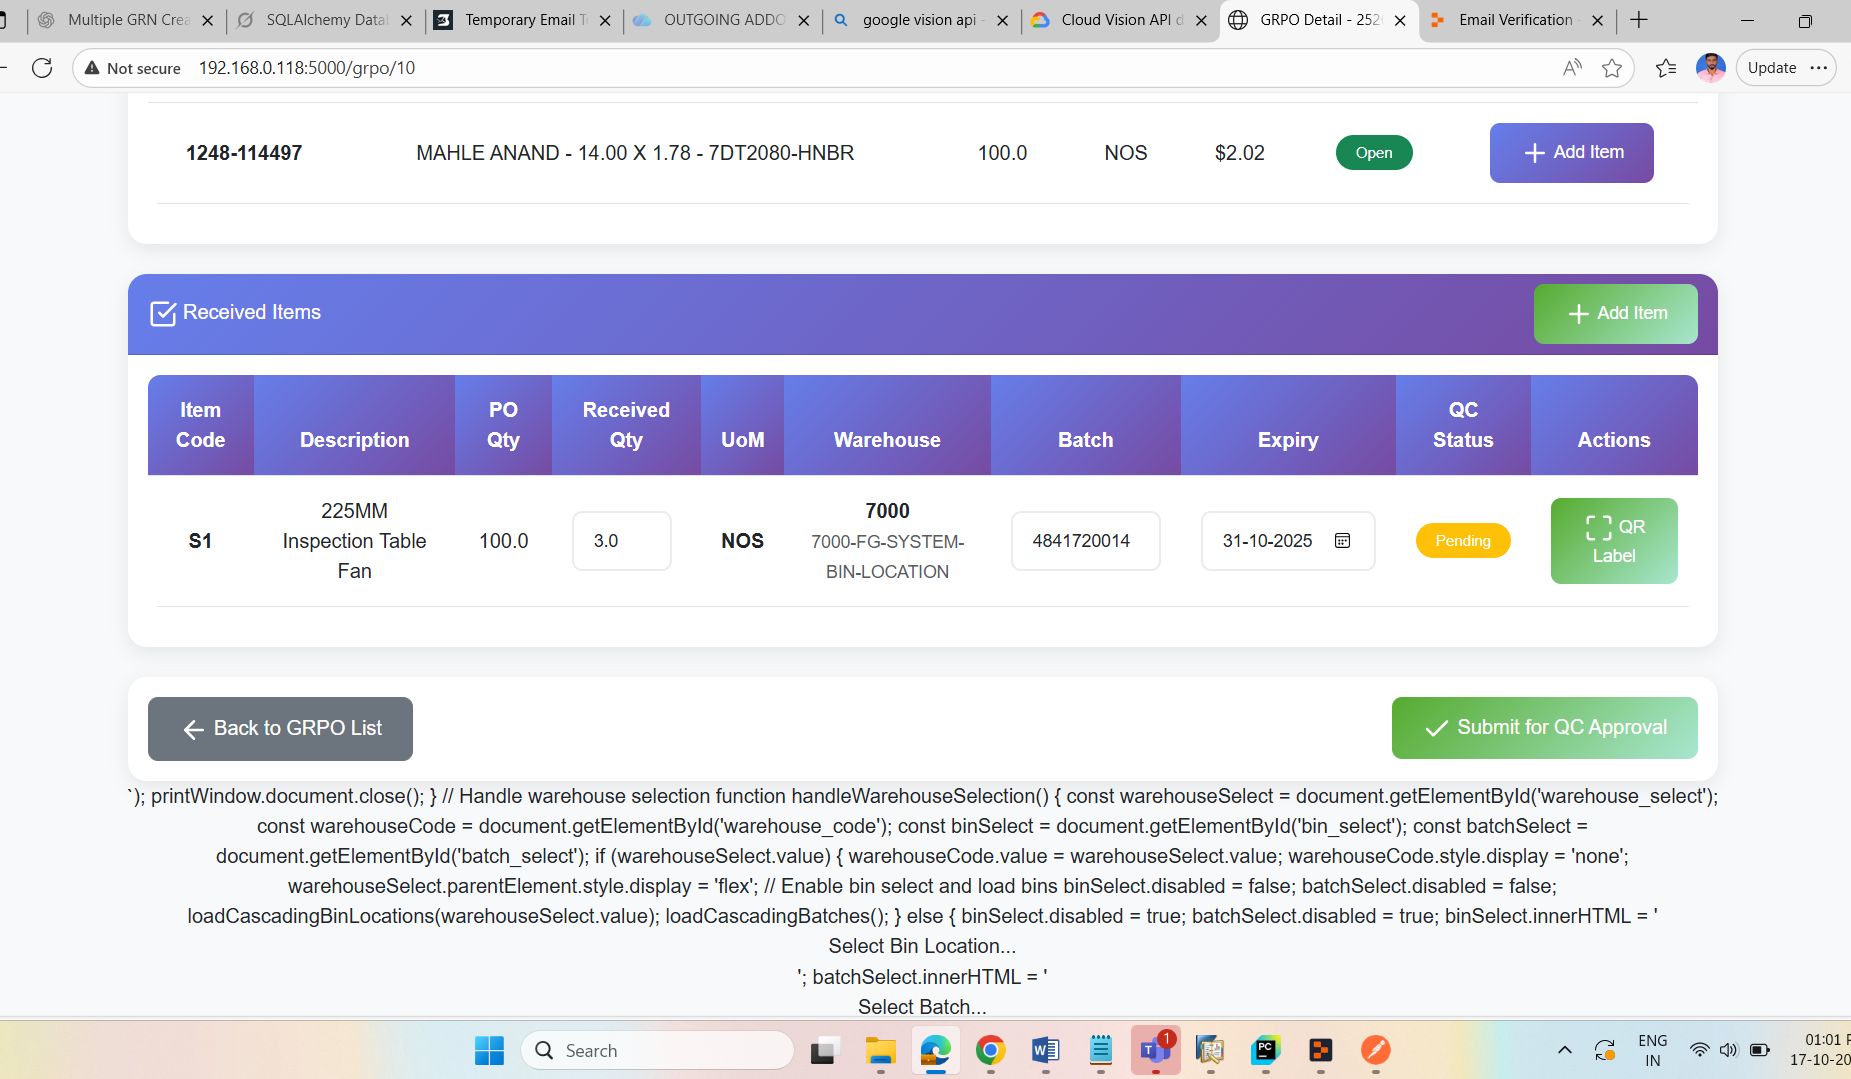 Multiple GRN Crea
SQLAlchemy Datab
Temporary Email T
OUTGOING ADDO
google vision api -
Cloud Vision API d
GRPO Detail - 252
Email Verification
Not secure
192.168.0.118:5000/grpo/10
Update
1248-114497 MAHLE ANAND - 14.00 X 1.78 - 7DT2080-HNBR 100.0 NOS $2.02 Open + Add Item
Received Items
+ Add Item
Item Code
Description
PO Qty
Received Qty
UoM
Warehouse
Batch
Expiry
QC Status
Actions
S1
225MM
Inspection Table
Fan
100.0
3.0
NOS
7000
7000-FG-SYSTEM-
BIN-LOCATION
4841720014
31-10-2025
Pending
QR
Label
Back to GRPO List
Submit for QC Approval
`); printWindow.document.close(); } // Handle warehouse selection function handleWarehouseSelection() { const warehouseSelect = document.getElementById('warehouse_select');
const warehouseCode = document.getElementById('warehouse_code'); const binSelect = document.getElementById('bin_select'); const batchSelect =
document.getElementById('batch_select'); if (warehouseSelect.value) { warehouseCode.value = warehouseSelect.value; warehouseCode.style.display = 'none';
warehouseSelect.parentElement.style.display = 'flex'; // Enable bin select and load bins binSelect.disabled = false; batchSelect.disabled = false;
loadCascadingBinLocations(warehouseSelect.value); loadCascadingBatches(); } else { binSelect.disabled = true; batchSelect.disabled = true; binSelect.innerHTML = '
Select Bin Location...
'; batchSelect.innerHTML = '
Select Batch...
Search
1
ENG
IN
01:01
17-10-20